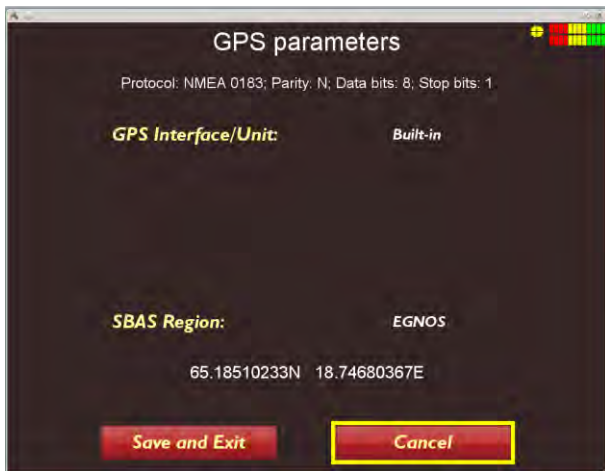 GPS parameters
Protocol: NMEA 0183; Parity: N; Data bits: 8; Stop bits: 1
GPS Interface/Unit: Built-in
SBAS Region: EGNOS
65.18510233N 18.74680367E
Save and Exit Cancel